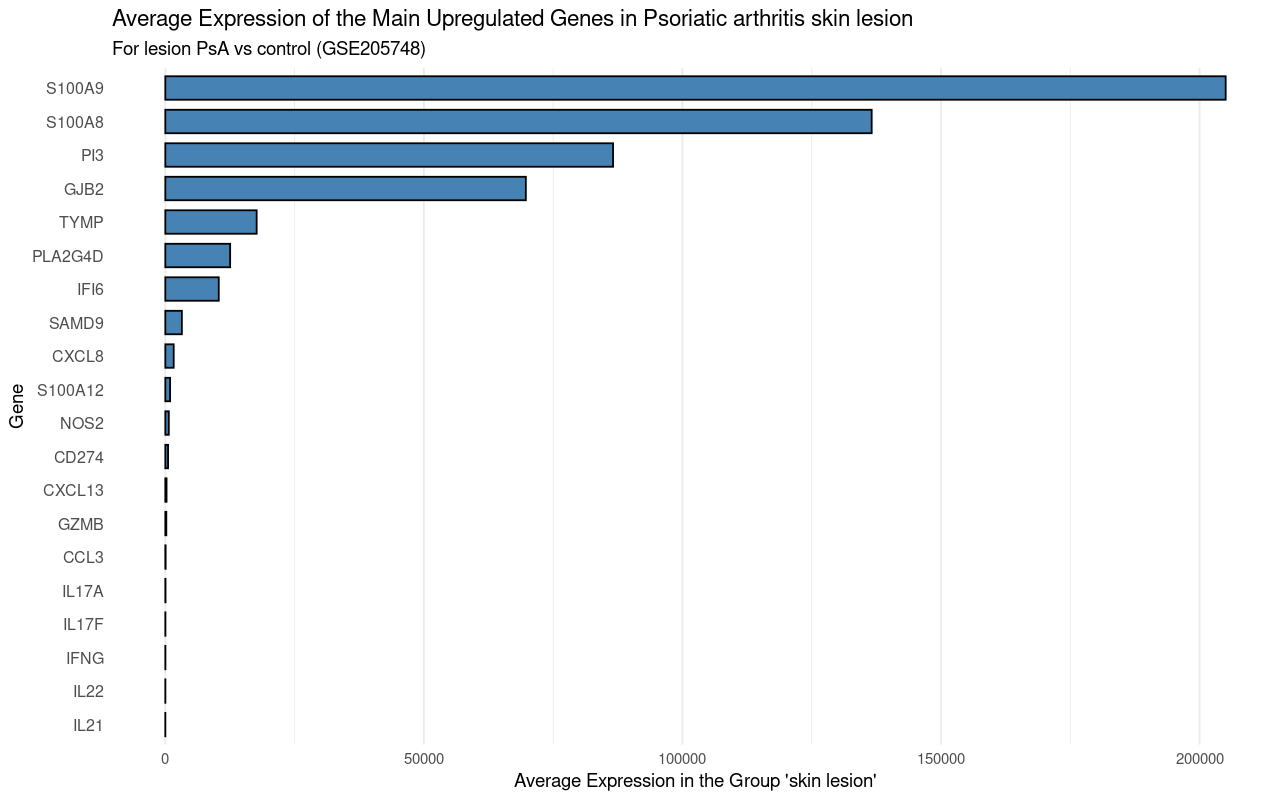 Average Expression of the Main Upregulated Genes in Psoriatic arthritis skin lesion
For lesion PsA vs control (GSE205748)
Gene
S100A9
S100A8
PI3
GJB2
TYMP
PLA2G4D
IFI6
SAMD9
CXCL8
S100A12
NOS2
CD274
CXCL13
GZMB
CCL3
IL17A
IL17F
IFNG
IL22
IL21
0 50000 100000 150000 200000
Average Expression in the Group 'skin lesion'